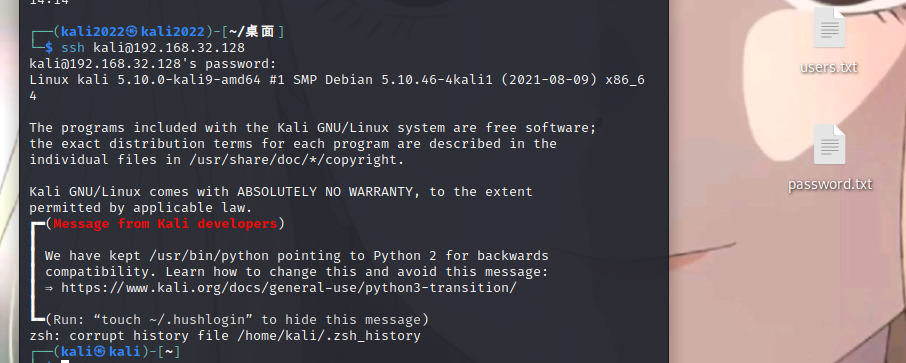 14:14
┌──(kali2022㉿kali2022)-[~/桌面]
└─$ ssh kali@192.168.32.128
kali@192.168.32.128's password:
Linux kali 5.10.0-kali9-amd64 #1 SMP Debian 5.10.46-4kali1 (2021-08-09) x86_6
4
The programs included with the Kali GNU/Linux system are free software;
the exact distribution terms for each program are described in the
individual files in /usr/share/doc/*/copyright.
Kali GNU/Linux comes with ABSOLUTELY NO WARRANTY, to the extent
permitted by applicable law.
┏━(Message from Kali developers)
┃ We have kept /usr/bin/python pointing to Python 2 for backwards
┃ compatibility. Learn how to change this and avoid this message:
┃ ⇒ https://www.kali.org/docs/general-use/python3-transition/
┗━(Run: “touch ~/.hushlogin” to hide this message)
zsh: corrupt history file /home/kali/.zsh_history
┌──(kali㉿kali)-[~]
users.txt
password.txt